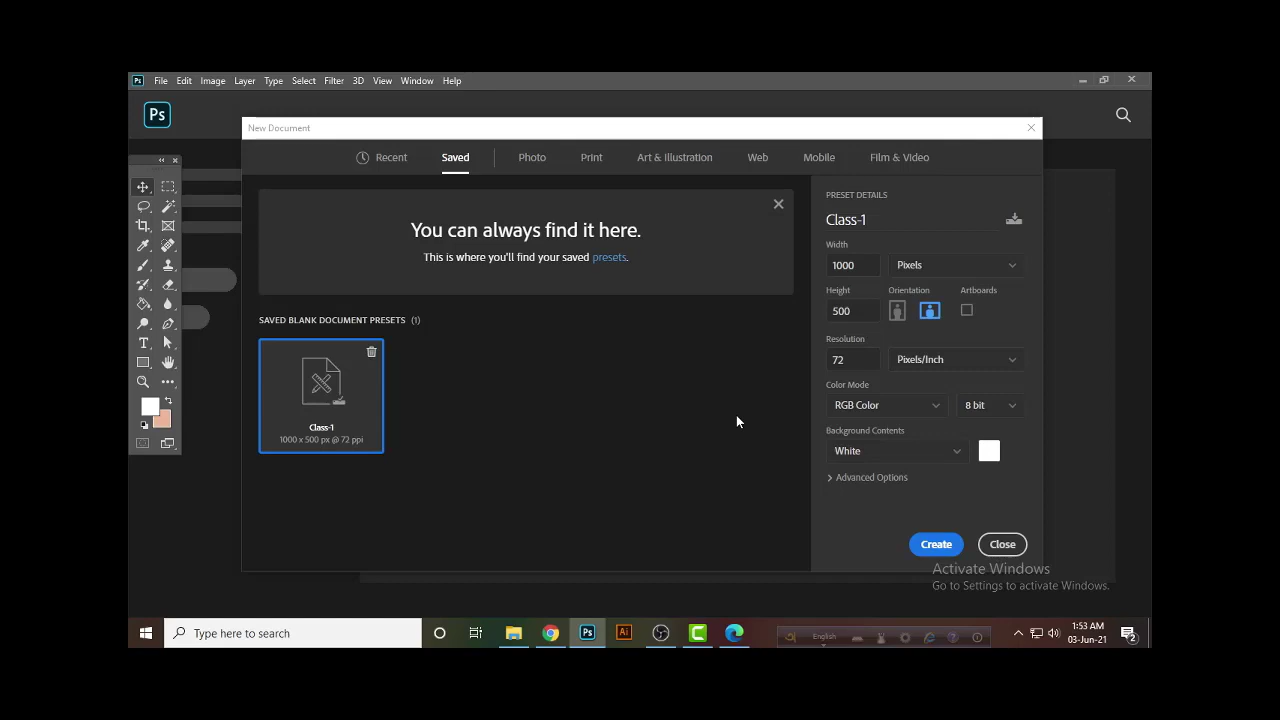 Ps File Edit Image Layer Type Select Filter 3D View Window Help
Ps
New Document
Recent Saved Photo Print Art & Illustration Web Mobile Film & Video
You can always find it here.
This is where you'll find your saved presets.
SAVED BLANK DOCUMENT PRESETS (1)
Class-1
1000 x 500 px @ 72 ppi
PRESET DETAILS
Class-1
Width
1000 Pixels
Height Orientation Artboards
500
Resolution
72 Pixels/Inch
Color Mode
RGB Color 8 bit
Background Contents
White
Advanced Options
Create Close
Activate Windows
Go to Settings to activate Windows.
Type here to search
Ps Ai
English
1:53 AM
03-Jun-21
2